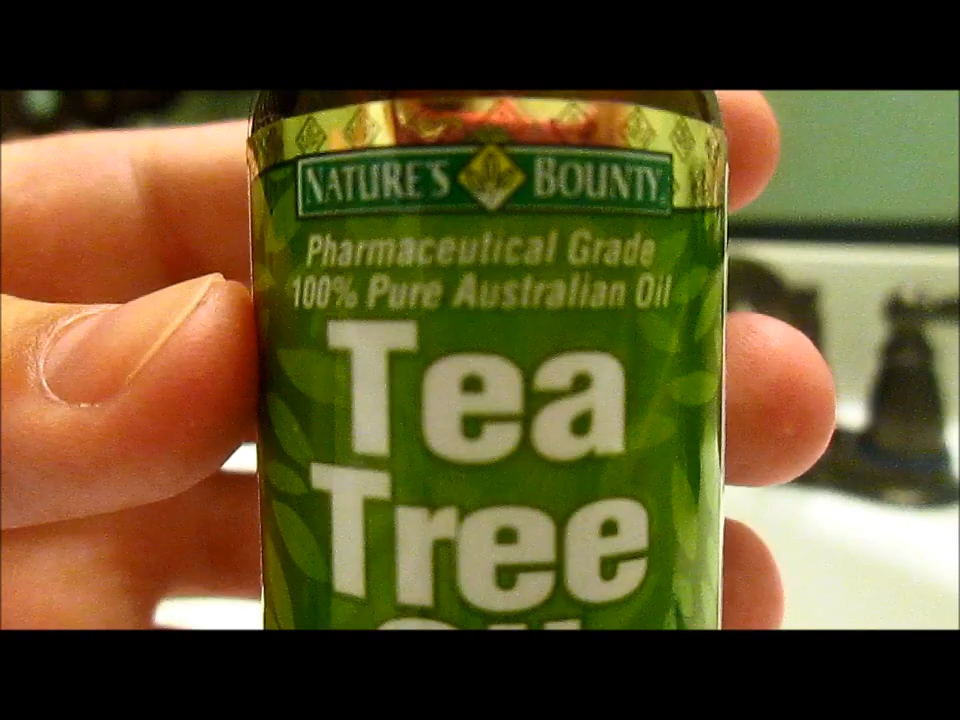 NATURE'S BOUNTY
Pharmaceutical Grade
100% Pure Australian Oil
Tea
Tree